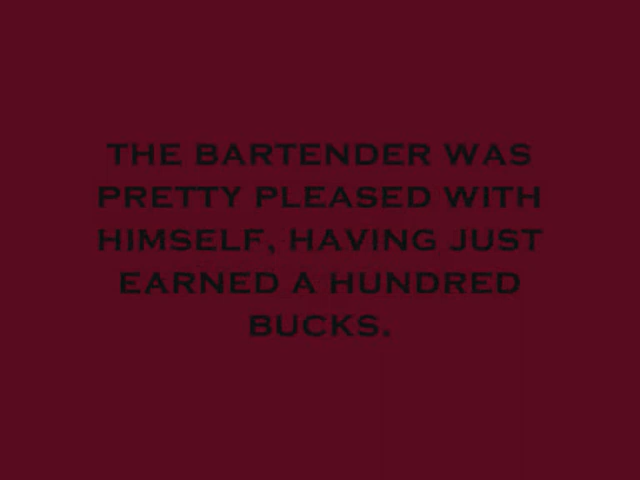 THE BARTENDER WAS
PRETTY PLEASED WITH
HIMSELF, HAVING JUST
EARNED A HUNDRED
BUCKS.